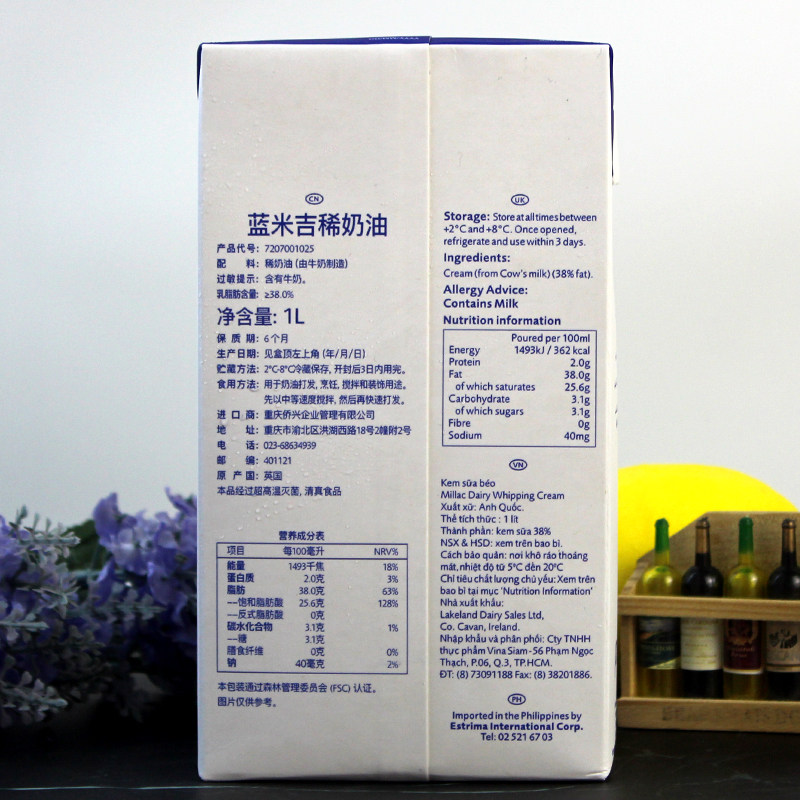 CN
蓝米吉稀奶油
产品代号: 7207001025
配 料: 稀奶油 (由牛奶制造)
过敏提示: 含有牛奶。
乳脂肪含量: ≥38.0%
净含量: 1L
保 质 期: 6个月
生产日期: 见盒顶左上角 (年/月/日)
贮藏方法: 2°C-8°C冷藏保存, 开封后3日内用完。
食用方法: 用于奶油打发, 烹饪, 搅拌和装饰用途。
先以中等速度搅拌, 然后再快速打发。
进 口 商: 重庆侨兴企业管理有限公司
地 址: 重庆市渝北区洪湖西路18号2幢附2号
电 话: 023-68634939
邮 编: 401121
原 产 国: 英国
本品经过超高温灭菌, 清真食品
营养成分表
项目 每100毫升 NRV%
能量 1493千焦 18%
蛋白质 2.0克 3%
脂肪 38.0克 63%
---饱和脂肪酸 25.6克 128%
---反式脂肪酸 0克
碳水化合物 3.1克 1%
---糖 3.1克
膳食纤维 0克 0%
钠 40毫克 2%
本包装通过森林管理委员会 (FSC) 认证。
图片仅供参考。
UK
Storage: Store at all times between
+2°C and +8°C. Once opened,
refrigerate and use within 3 days.
Ingredients:
Cream (from Cow's milk) (38% fat).
Allergy Advice:
Contains Milk
Nutrition information
Poured per 100ml
Energy 1493kJ / 362 kcal
Protein 2.0g
Fat 38.0g
of which saturates 25.6g
Carbohydrate 3.1g
of which sugars 3.1g
Fibre 0g
Sodium 40mg
VN
Kem sữa béo
Millac Dairy Whipping Cream
Xuất xứ: Anh Quốc.
Thể tích thức : 1 lít
Thành phần: kem sữa 38%
NSX & HSD: xem trên bao bì.
Cách bảo quản: nơi khô ráo thoáng
mát, nhiệt độ từ 5°C đến 20°C
Chỉ tiêu chất lượng chủ yếu: Xem trên
bao bì tại mục 'Nutrition Information'
Nhà xuất khẩu:
Lakeland Dairy Sales Ltd,
Co. Cavan, Ireland.
Nhập khẩu và phân phối: Cty TNHH
thực phẩm Vina Siam - 56 Phạm Ngọc
Thạch, P.06, Q.3, TP.HCM.
ĐT: (8) 73091188 Fax: (8) 38201886.
PH
Imported in the Philippines by
Estrima International Corp.
Tel: 02 521 67 03